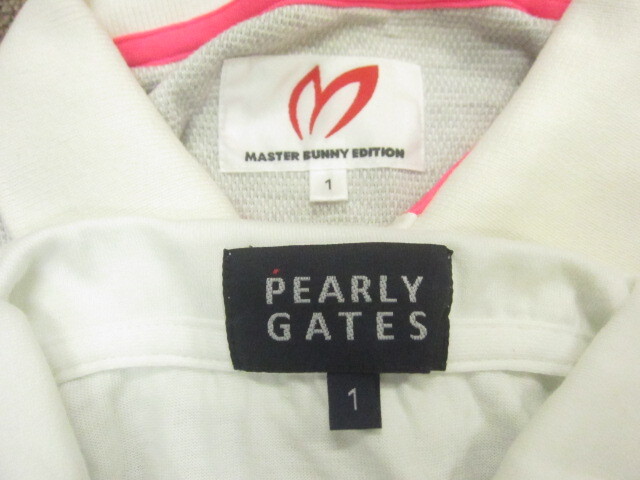 MASTER BUNNY EDITION
1
PEARLY
GATES
1